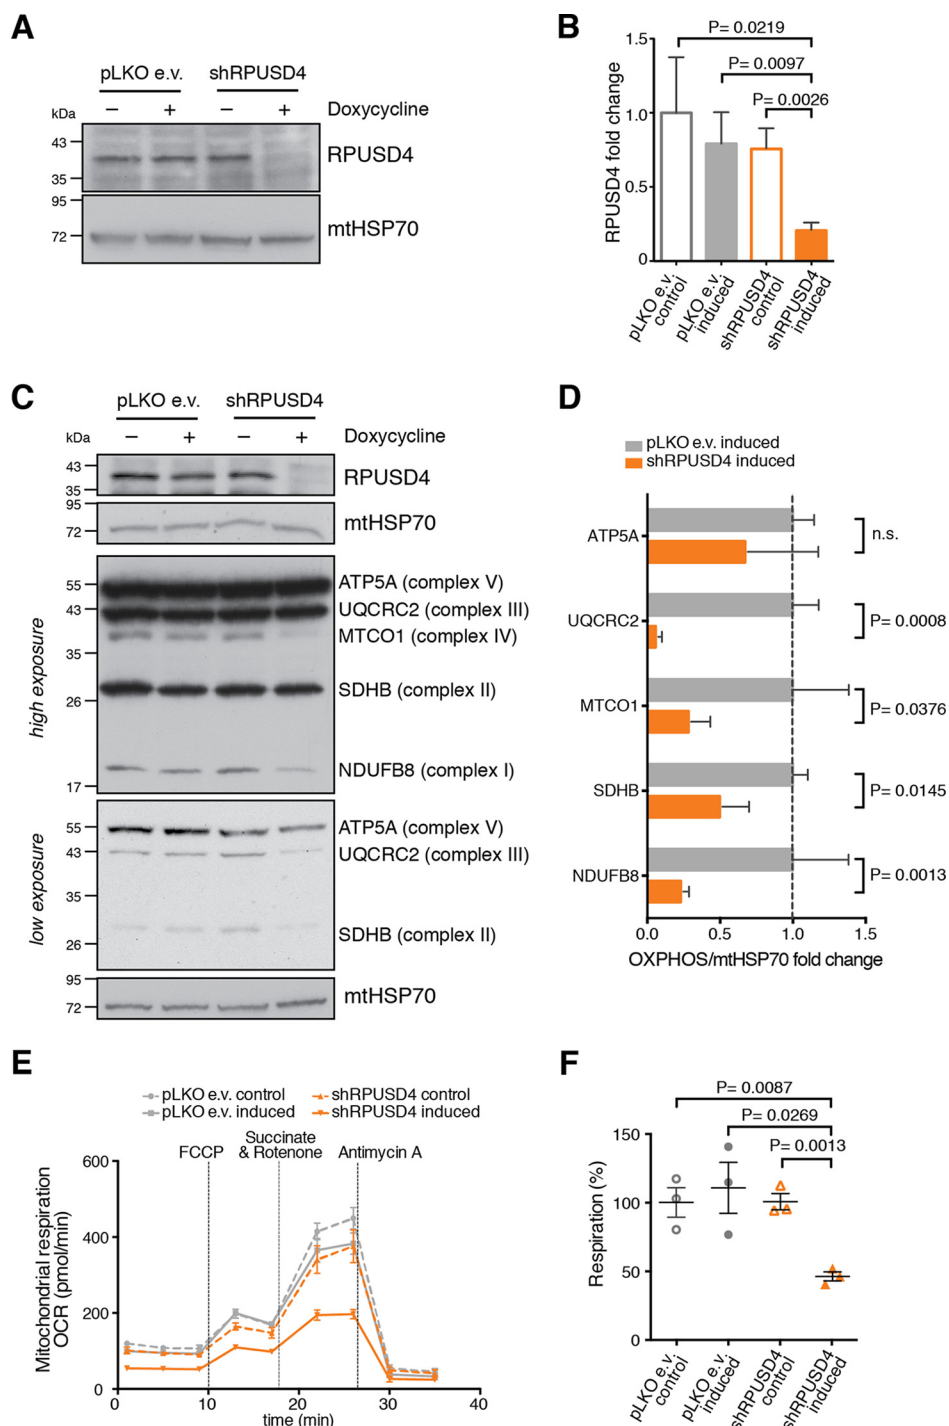 A
pLKO e.v. shRPUSD4
kDa − + − + Doxycycline
43
RPUSD4
35
95
mtHSP70
72
B
P= 0.0219
P= 0.0097
P= 0.0026
1.5
1.0
0.5
0
RPUSD4 fold change
pLKO e.v. control
pLKO e.v. induced
shRPUSD4 control
shRPUSD4 induced
C
pLKO e.v. shRPUSD4
kDa − + − + Doxycycline
43
RPUSD4
35
95
mtHSP70
72
high exposure
55
ATP5A (complex V)
43
UQCRC2 (complex III)
MTCO1 (complex IV)
35
SDHB (complex II)
26
NDUFB8 (complex I)
17
low exposure
55
ATP5A (complex V)
43
UQCRC2 (complex III)
35
SDHB (complex II)
26
95
mtHSP70
72
D
pLKO e.v. induced
shRPUSD4 induced
ATP5A n.s.
UQCRC2 P= 0.0008
MTCO1 P= 0.0376
SDHB P= 0.0145
NDUFB8 P= 0.0013
0.0 0.5 1.0 1.5
OXPHOS/mtHSP70 fold change
E
pLKO e.v. control shRPUSD4 control
pLKO e.v. induced shRPUSD4 induced
FCCP
Succinate
& Rotenone
Antimycin A
Mitochondrial respiration
OCR (pmol/min)
600
400
200
0
0 10 20 30 40
time (min)
F
P= 0.0087
P= 0.0269
P= 0.0013
150
100
50
0
Respiration (%)
pLKO e.v. control
pLKO e.v. induced
shRPUSD4 control
shRPUSD4 induced